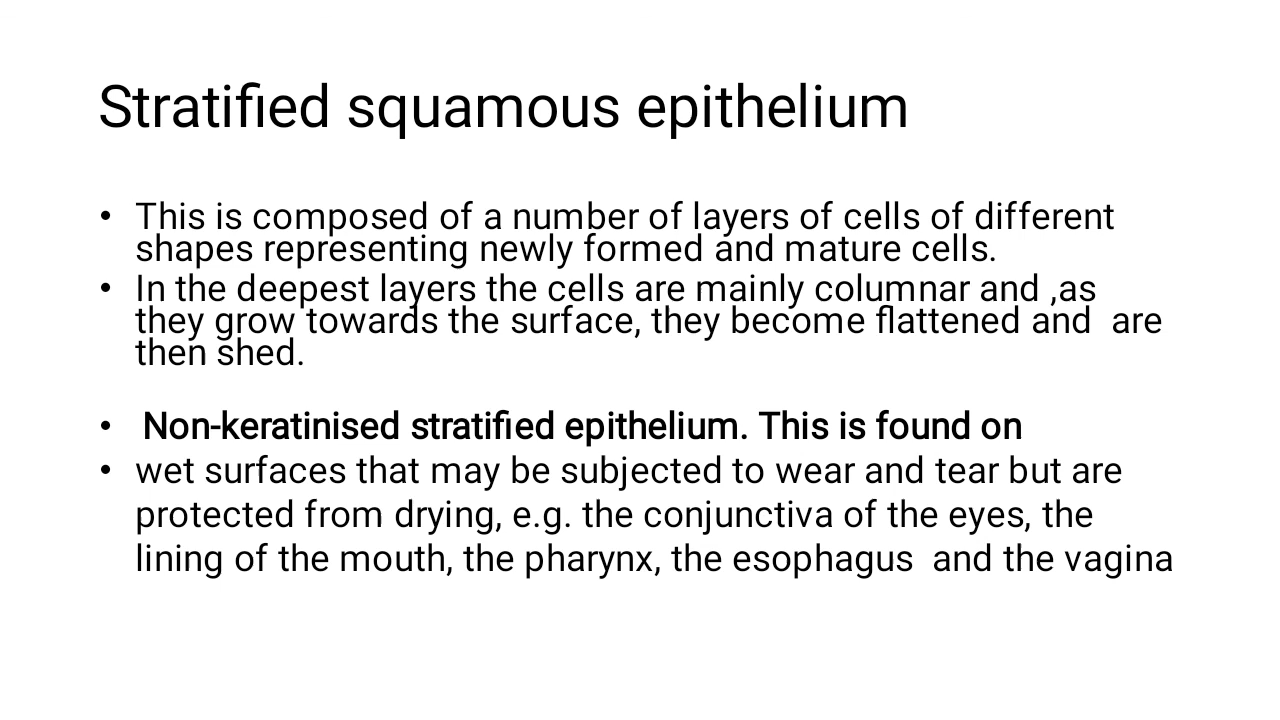 Stratified squamous epithelium
• This is composed of a number of layers of cells of different
shapes representing newly formed and mature cells.
• In the deepest layers the cells are mainly columnar and ,as
they grow towards the surface, they become flattened and  are
then shed.
• Non-keratinised stratified epithelium. This is found on
• wet surfaces that may be subjected to wear and tear but are
protected from drying, e.g. the conjunctiva of the eyes, the
lining of the mouth, the pharynx, the esophagus  and the vagina